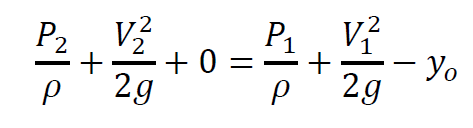 P₂/ρ + V₂²/2g + 0 = P₁/ρ + V₁²/2g − yₒ